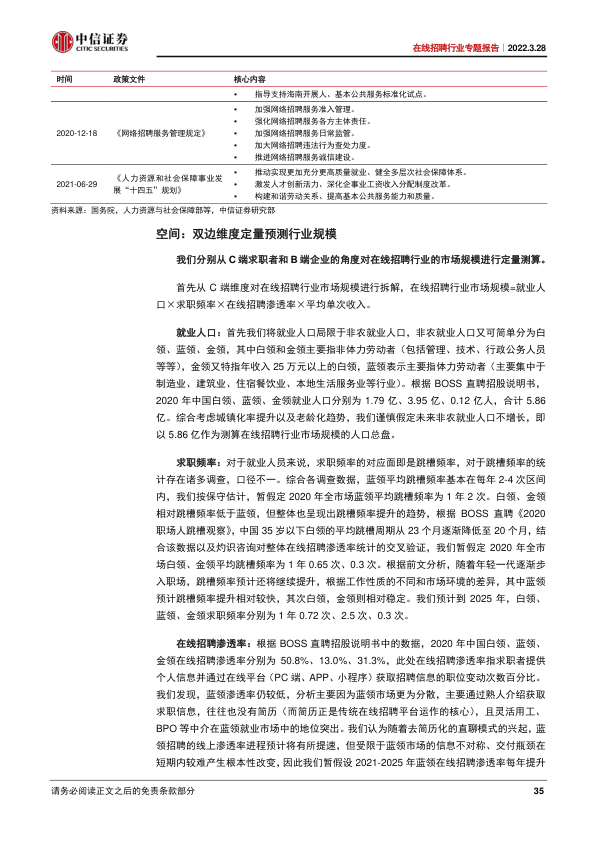 中信证券
CITIC SECURITIES
在线招聘行业专题报告｜2022.3.28
时间 政策文件 核心内容
• 指导支持海南开展人、基本公共服务标准化试点。
2020-12-18 《网络招聘服务管理规定》
• 加强网络招聘服务准入管理。
• 强化网络招聘服务各方主体责任。
• 加强网络招聘服务日常监管。
• 加大网络招聘违法行为查处力度。
• 推进网络招聘服务诚信建设。
2021-06-29 《人力资源和社会保障事业发
展“十四五”规划》
• 推动实现更加充分更高质量就业、健全多层次社会保障体系。
• 激发人才创新活力、深化企事业工资收入分配制度改革。
• 构建和谐劳动关系、提高基本公共服务能力和质量。
资料来源：国务院，人力资源与社会保障部等，中信证券研究部
空间：双边维度定量预测行业规模
我们分别从 C 端求职者和 B 端企业的角度对在线招聘行业的市场规模进行定量测算。
首先从 C 端维度对在线招聘行业市场规模进行拆解，在线招聘行业市场规模=就业人
口×求职频率×在线招聘渗透率×平均单次收入。
就业人口：首先我们将就业人口局限于非农就业人口，非农就业人口又可简单分为白
领、蓝领、金领，其中白领和金领主要指非体力劳动者（包括管理、技术、行政公务人员
等等），金领又特指年收入 25 万元以上的白领，蓝领表示主要指体力劳动者（主要集中于
制造业、建筑业、住宿餐饮业、本地生活服务业等行业）。根据 BOSS 直聘招股说明书，
2020 年中国白领、蓝领、金领就业人口分别为 1.79 亿、3.95 亿、0.12 亿人，合计 5.86
亿。综合考虑城镇化率提升以及老龄化趋势，我们谨慎假定未来非农就业人口不增长，即
以 5.86 亿作为测算在线招聘行业市场规模的人口总盘。
求职频率：对于就业人员来说，求职频率的对应面即是跳槽频率，对于跳槽频率的统
计存在诸多调查，口径不一。综合各调查数据，蓝领平均跳槽频率基本在每年 2-4 次区间
内，我们按保守估计，暂假定 2020 年全市场蓝领平均跳槽频率为 1 年 2 次。白领、金领
相对跳槽频率低于蓝领，但整体也呈现出跳槽频率提升的趋势，根据 BOSS 直聘《2020
职场人跳槽观察》，中国 35 岁以下白领的平均跳槽周期从 23 个月逐渐降低至 20 个月，结
合该数据以及灼识咨询对整体在线招聘渗透率统计的交叉验证，我们暂假定 2020 年全市
场白领、金领平均跳槽频率为 1 年 0.65 次、0.3 次。根据前文分析，随着年轻一代逐渐步
入职场，跳槽频率预计还将继续提升，根据工作性质的不同和市场环境的差异，其中蓝领
预计跳槽频率提升相对较快，其次白领，金领则相对稳定。我们预计到 2025 年，白领、
蓝领、金领求职频率分别为 1 年 0.72 次、2.5 次、0.3 次。
在线招聘渗透率：根据 BOSS 直聘招股说明书中的数据，2020 年中国白领、蓝领、
金领在线招聘渗透率分别为 50.8%、13.0%、31.3%，此处在线招聘渗透率指求职者提供
个人信息并通过在线平台（PC 端、APP、小程序）获取招聘信息的职位变动次数百分比。
我们发现，蓝领渗透率仍较低，分析主要因为蓝领市场更为分散，主要通过熟人介绍获取
求职信息，往往也没有简历（而简历正是传统在线招聘平台运作的核心），且灵活用工、
BPO 等中介在蓝领就业市场中的地位突出。我们认为随着去简历化的直聊模式的兴起，蓝
领招聘的线上渗透率进程预计将有所提速，但受限于蓝领市场的信息不对称、交付瓶颈在
短期内较难产生根本性改变，因此我们暂假设 2021-2025 年蓝领在线招聘渗透率每年提升
请务必阅读正文之后的免责条款部分 35